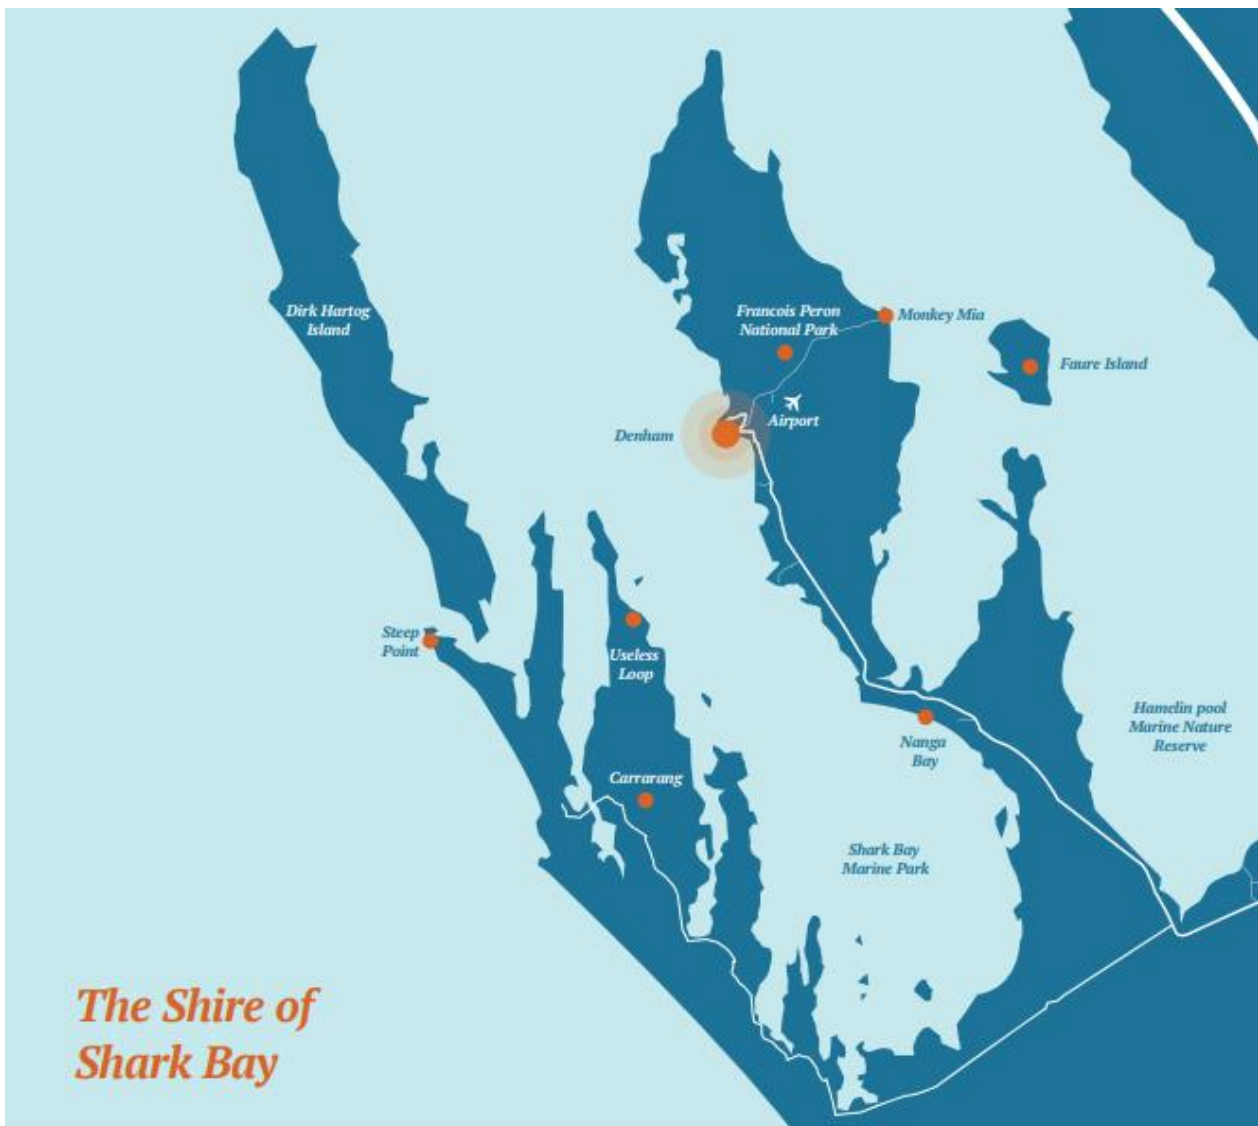 Dirk Hartog
Island
Francois Peron
National Park
Monkey Mia
Faure Island
Airport
Denham
Steep
Point
Useless
Loop
Hamelin pool
Marine Nature
Reserve
Nanga
Bay
Carrarang
Shark Bay
Marine Park
The Shire of
Shark Bay